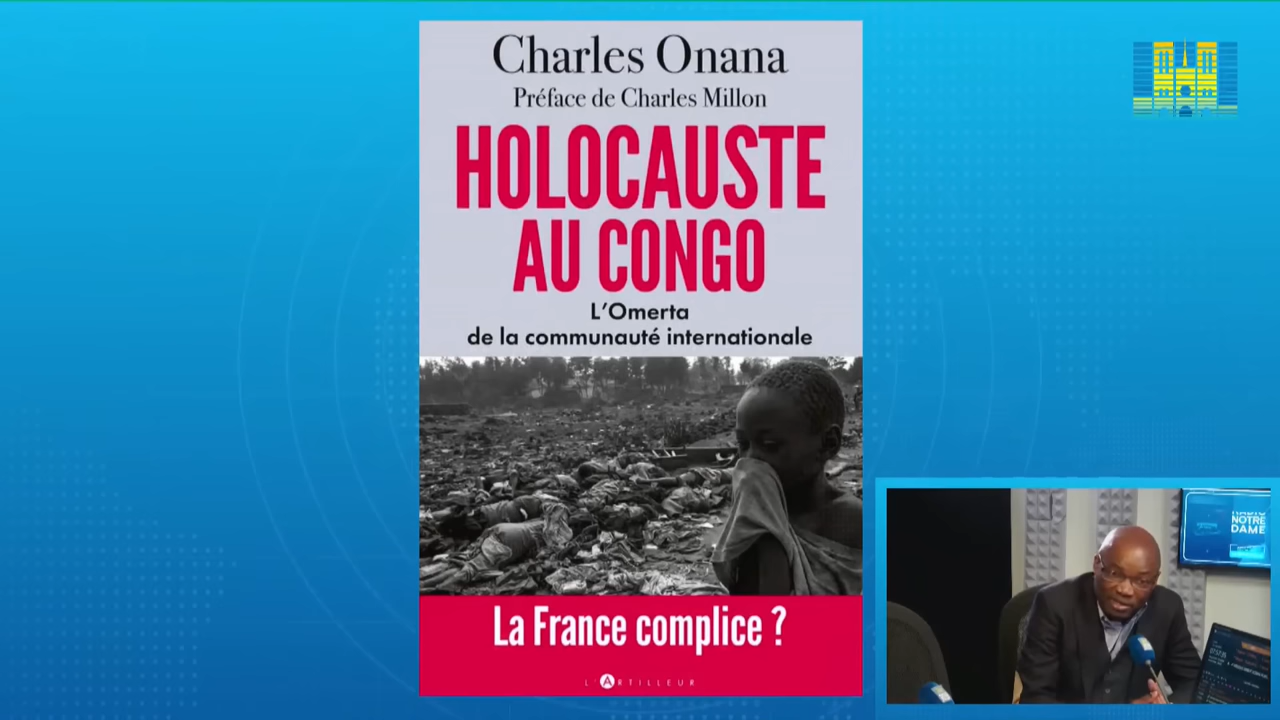 Charles Onana
Préface de Charles Millon
HOLOCAUSTE
AU CONGO
L'Omerta
de la communauté internationale
La France complice ?
L'ARTILLEUR
RADIO
NOTRE
DAME